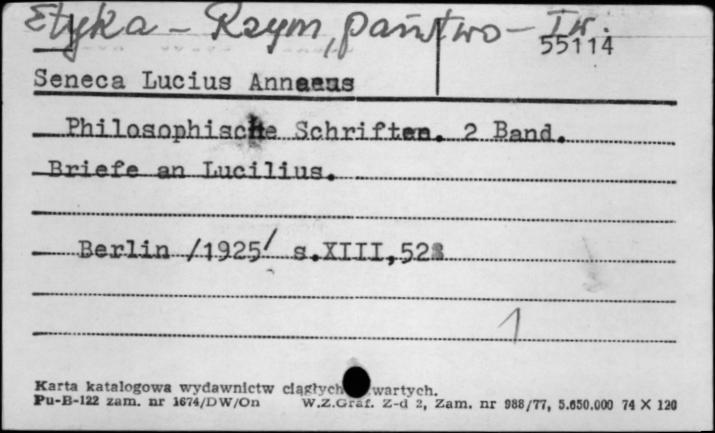 Etyka - Rzym, państwo - I w.
55114
Seneca Lucius Annaeus
Philosophische Schriften. 2 Band.
Briefe an Lucilius.
Berlin /1925/ s.XIII,523
1
Karta katalogowa wydawnictw ciągłych wartych.
Pu-B-122 zam. nr 1674/DW/On W.Z.Graf. Z-d 2, Zam. nr 988/77, 5.650.000 74 X 120